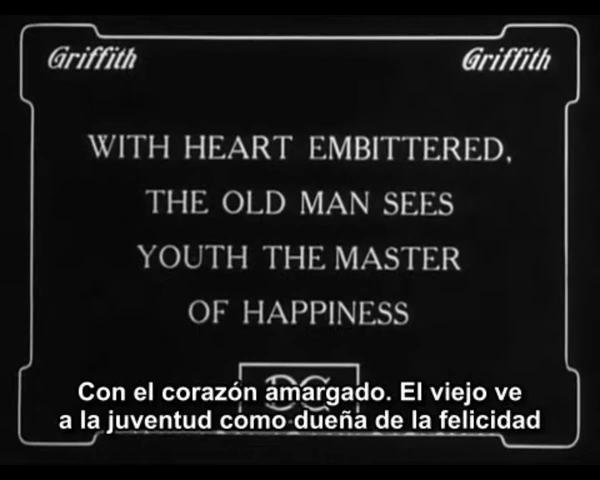 Griffith Griffith
WITH HEART EMBITTERED,
THE OLD MAN SEES
YOUTH THE MASTER
OF HAPPINESS
DG
Con el corazón amargado. El viejo ve
a la juventud como dueña de la felicidad